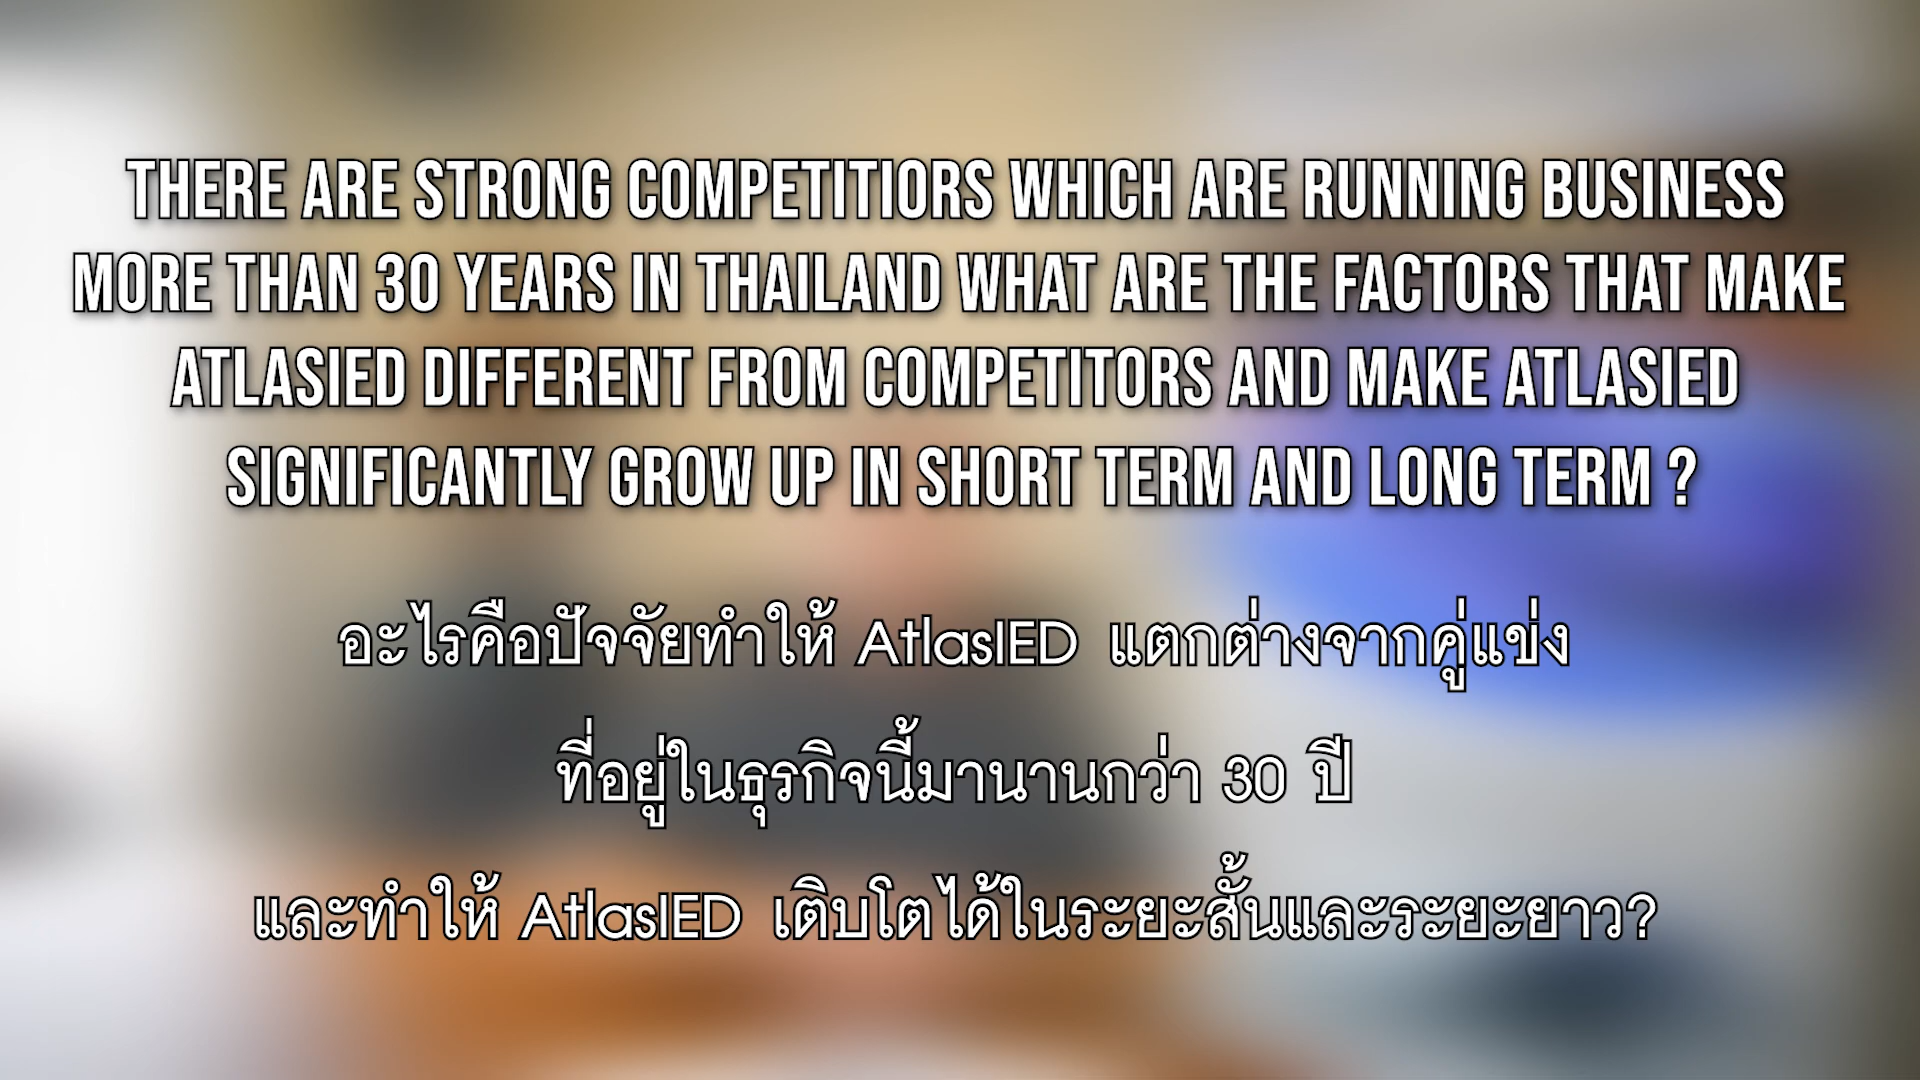 THERE ARE STRONG COMPETITIORS WHICH ARE RUNNING BUSINESS
MORE THAN 30 YEARS IN THAILAND WHAT ARE THE FACTORS THAT MAKE
ATLASIED DIFFERENT FROM COMPETITORS AND MAKE ATLASIED
SIGNIFICANTLY GROW UP IN SHORT TERM AND LONG TERM ?
อะไรคือปัจจัยทำให้ AtlasIED แตกต่างจากคู่แข่ง
ที่อยู่ในธุรกิจนี้มานานกว่า 30 ปี
และทำให้ AtlasIED เติบโตได้ในระยะสั้นและระยะยาว?